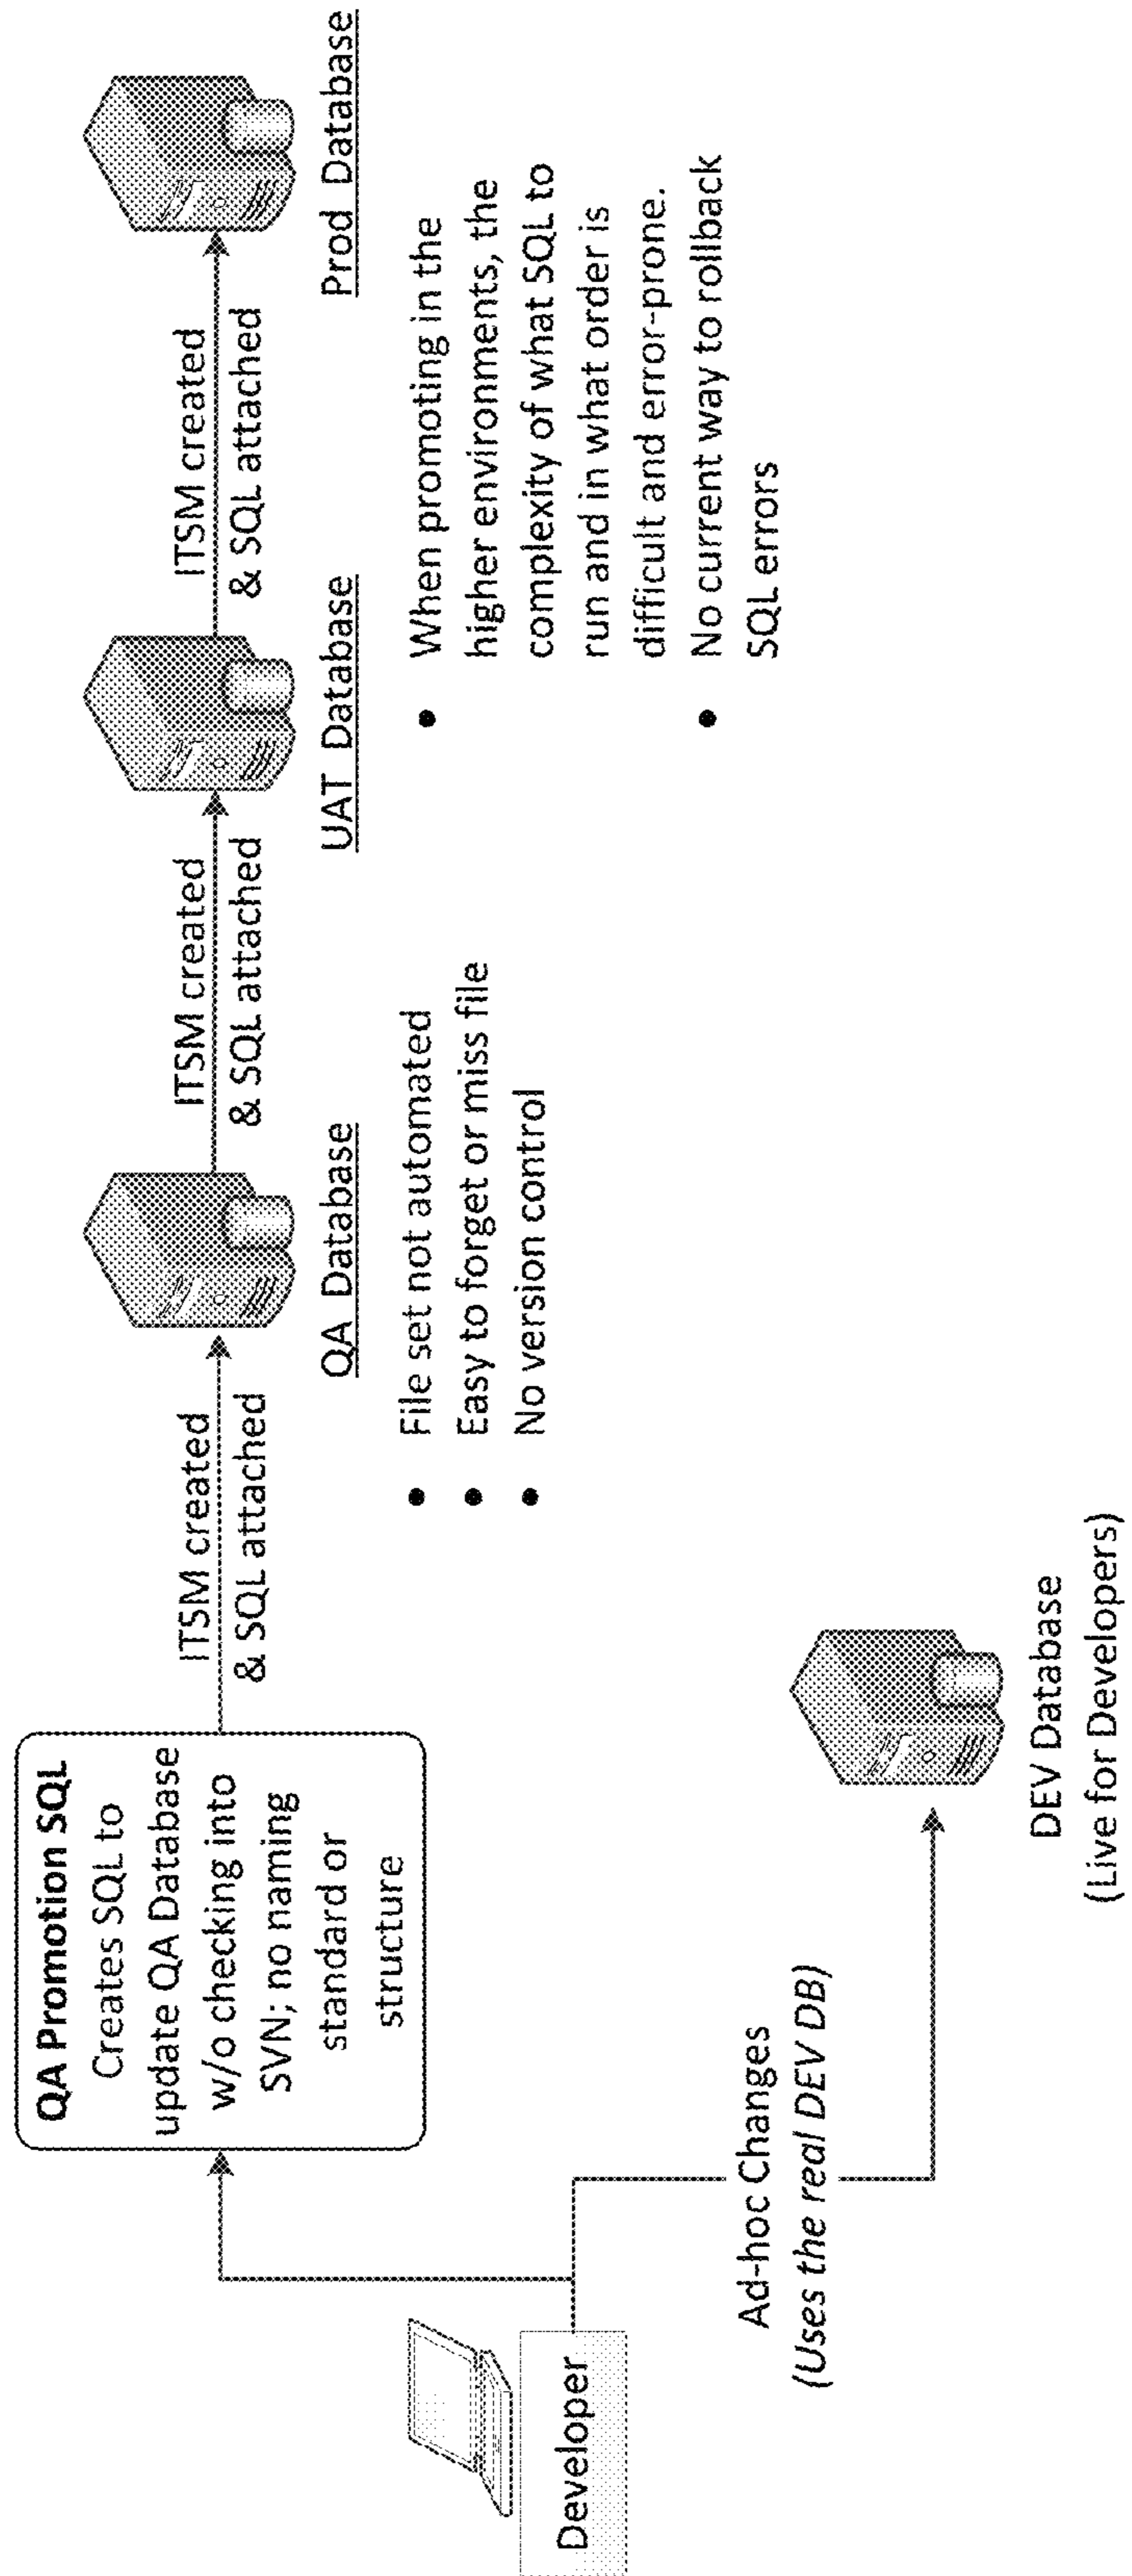 Developer
QA Promotion SQL
Creates SQL to
update QA Database
w/o checking into
SVN; no naming
standard or
structure
Ad-hoc Changes
(Uses the real DEV DB)
DEV Database
(Live for Developers)
ITSM created
& SQL attached
QA Database
• File set not automated
• Easy to forget or miss file
• No version control
ITSM created
& SQL attached
UAT Database
ITSM created
& SQL attached
Prod Database
• When promoting in the
higher environments, the
complexity of what SQL to
run and in what order is
difficult and error-prone.
• No current way to rollback
SQL errors